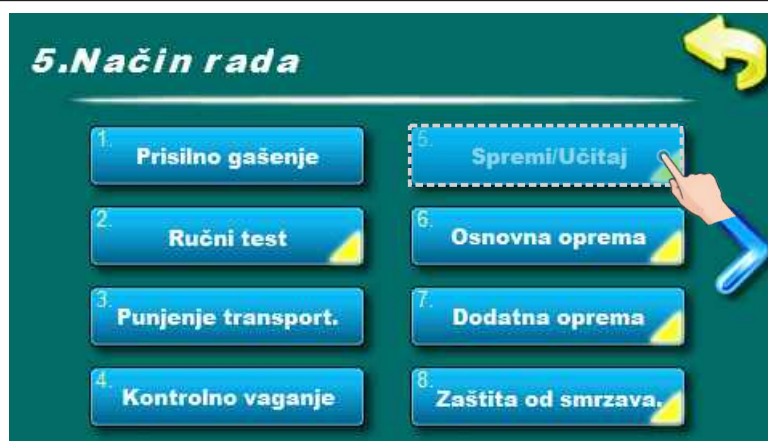 5.Način rada
1.
Prisilno gašenje
2.
Ručni test
3.
Punjenje transport.
4.
Kontrolno vaganje
5.
Spremi/Učitaj
6.
Osnovna oprema
7.
Dodatna oprema
8.
Zaštita od smrzava.